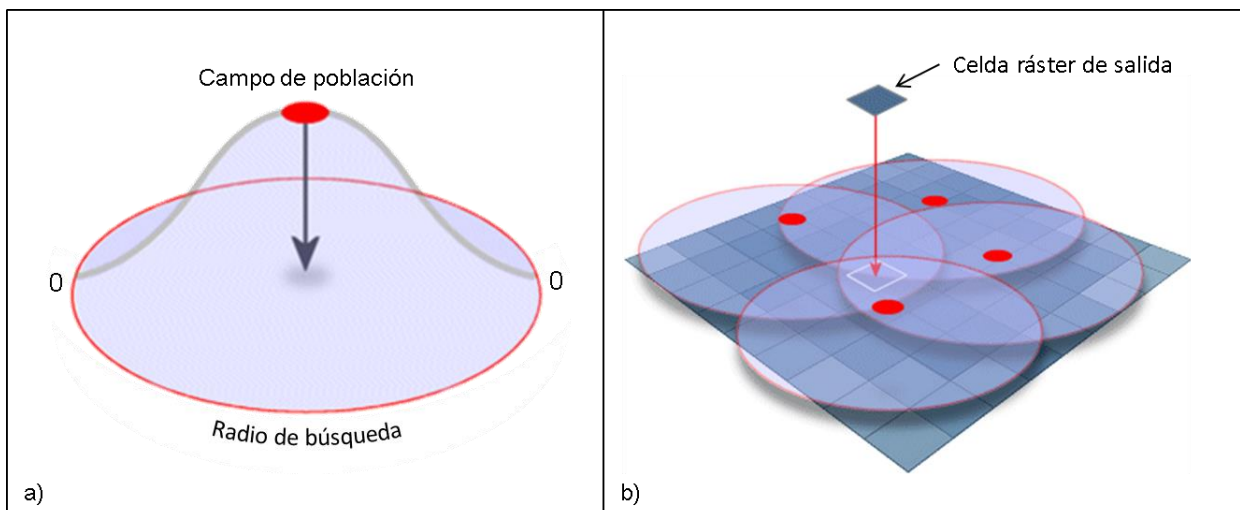 Campo de población
0
0
Radio de búsqueda
a)
Celda ráster de salida
b)